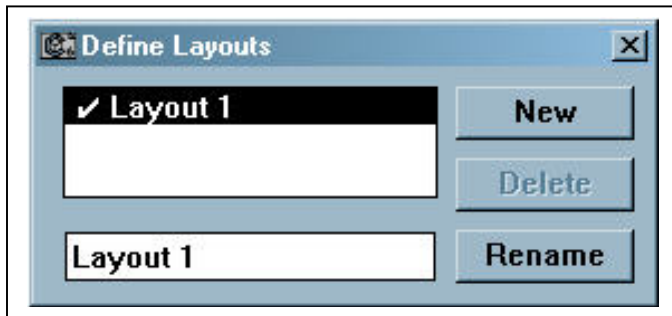 Define Layouts
✔ Layout 1
New
Delete
Layout 1
Rename